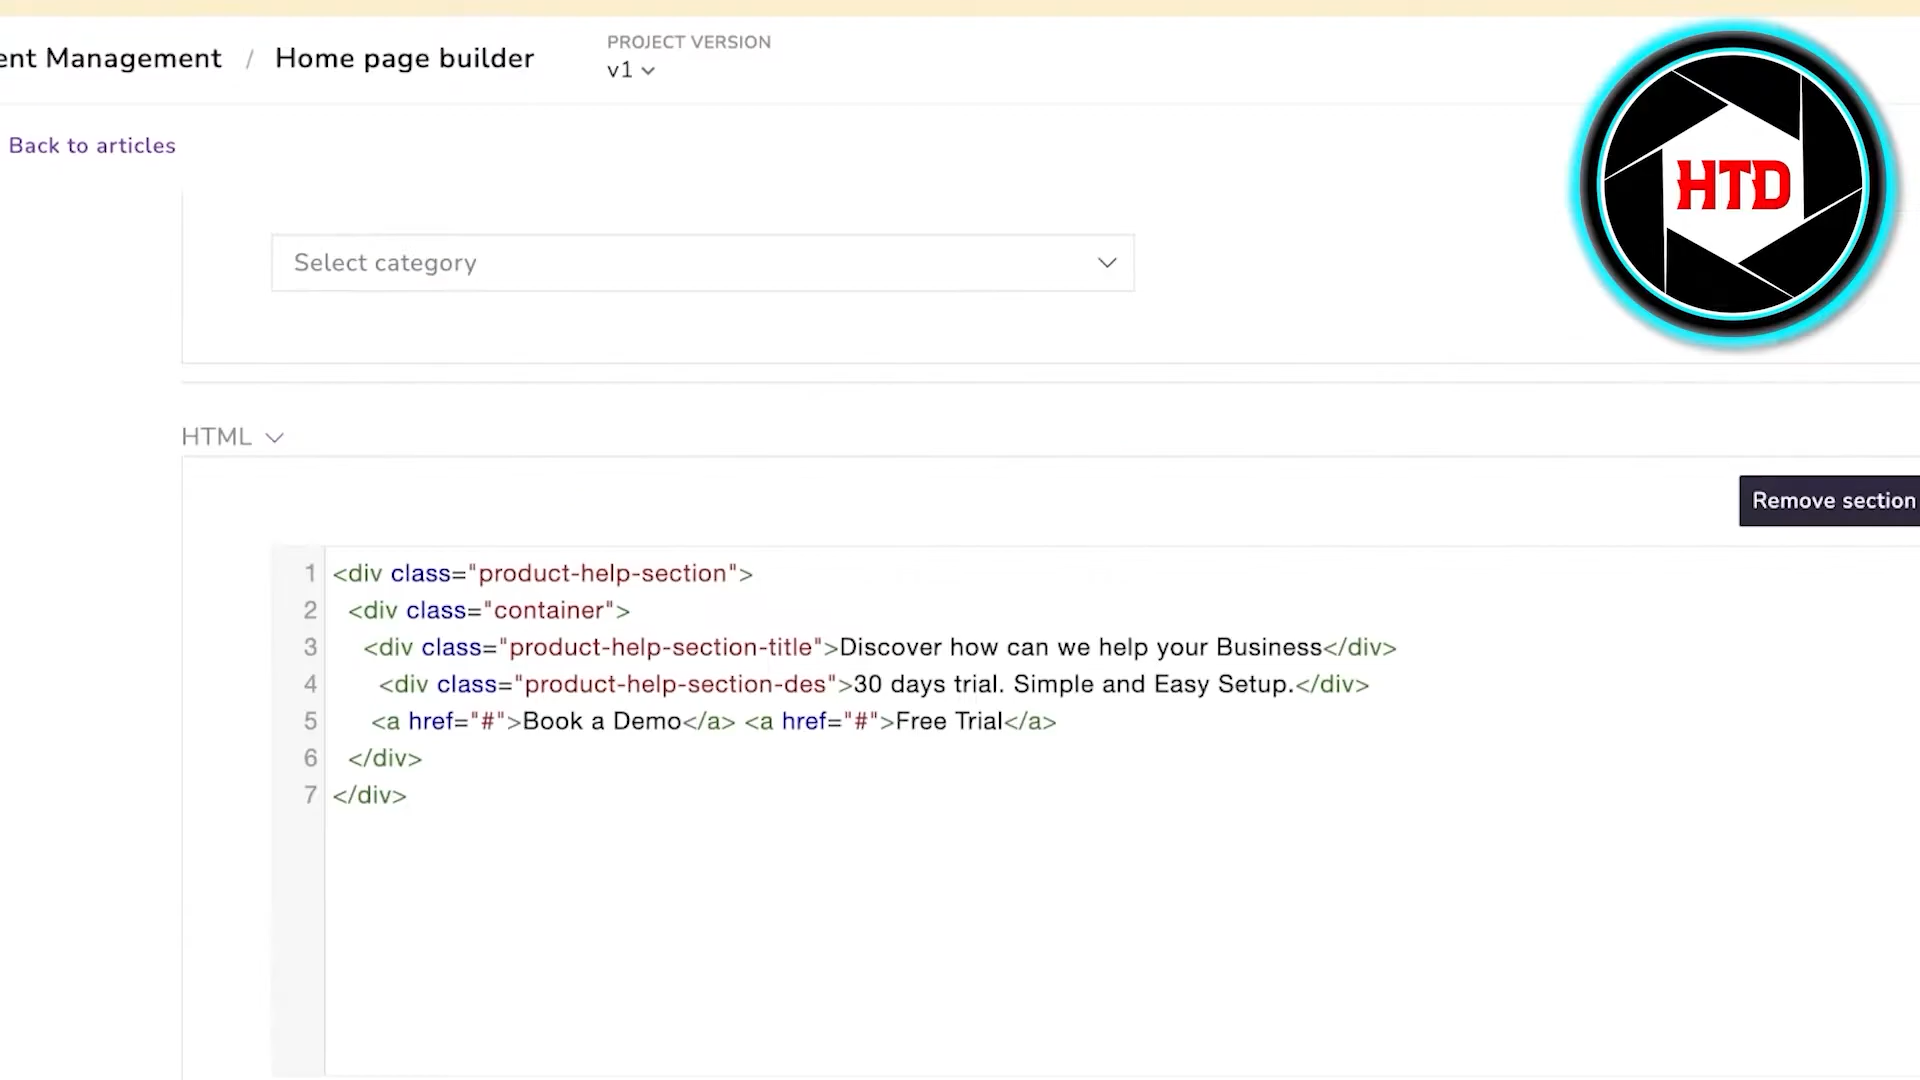 ent Management / Home page builder
PROJECT VERSION
v1
HTD
Back to articles
Select category
HTML
Remove section
1 <div class="product-help-section">
2 <div class="container">
3 <div class="product-help-section-title">Discover how can we help your Business</div>
4 <div class="product-help-section-des">30 days trial. Simple and Easy Setup.</div>
5 <a href="#">Book a Demo</a> <a href="#">Free Trial</a>
6 </div>
7 </div>